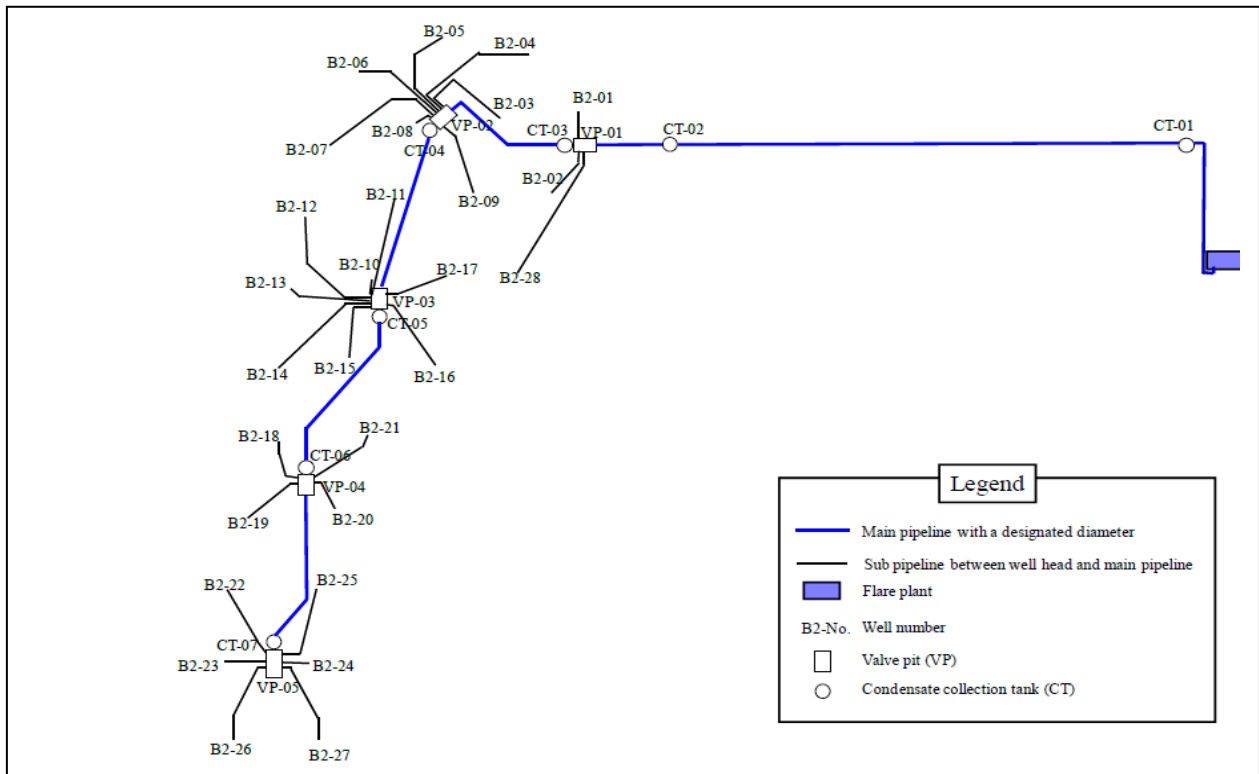 B2-05
B2-04
B2-06
B2-03
B2-01
VP-02
B2-08
CT-03
VP-01
CT-02
CT-01
B2-07
CT-04
B2-02
B2-09
B2-11
B2-12
B2-10
B2-17
B2-28
B2-13
VP-03
CT-05
B2-15
B2-14
B2-16
B2-21
B2-18
CT-06
VP-04
B2-19
B2-20
B2-22
B2-25
CT-07
B2-23
B2-24
VP-05
B2-26
B2-27
Legend
Main pipeline with a designated diameter
Sub pipeline between well head and main pipeline
Flare plant
B2-No. Well number
Valve pit (VP)
Condensate collection tank (CT)